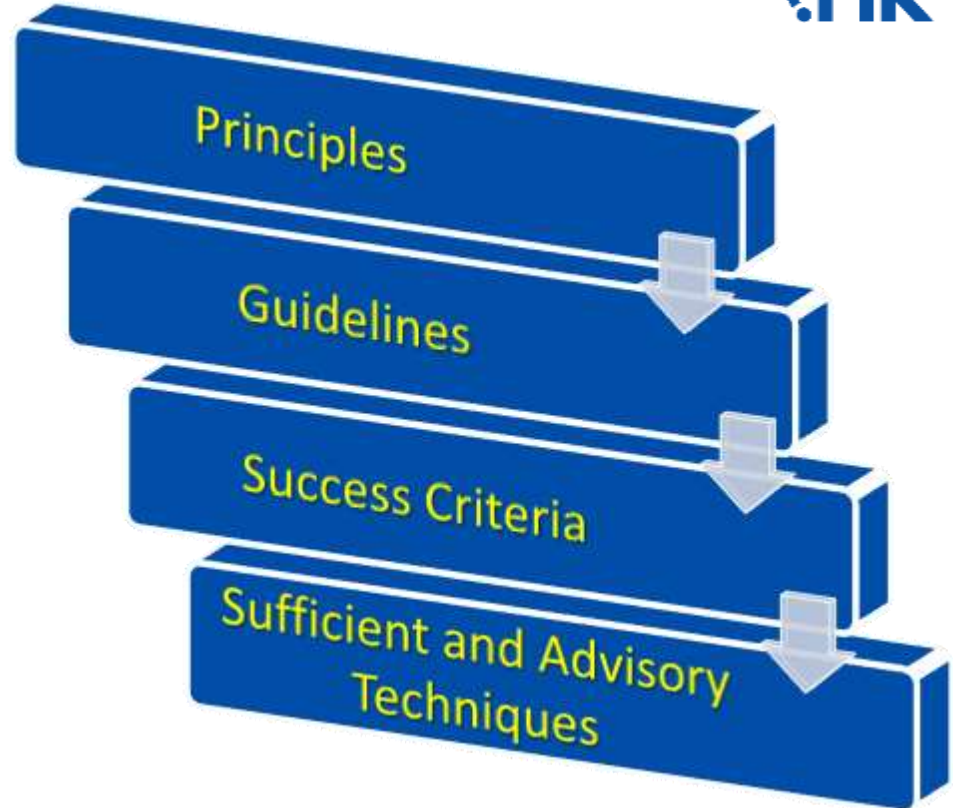 Principles
Guidelines
Success Criteria
Sufficient and Advisory
Techniques